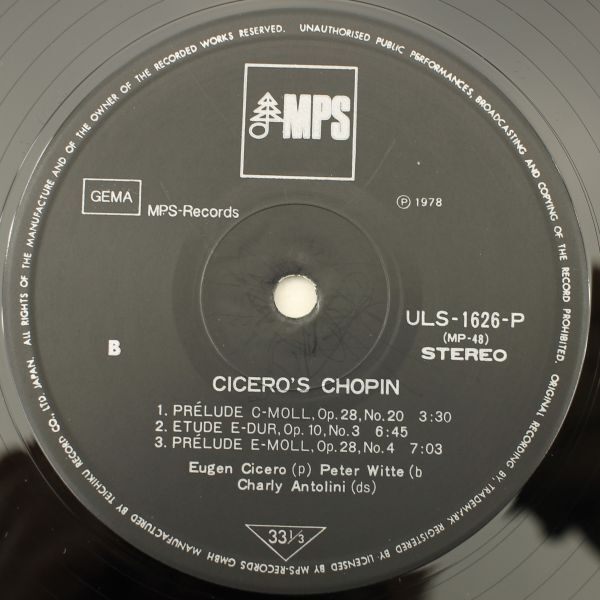 ALL RIGHTS OF THE MANUFACTURE AND OF THE OWNER OF THE RECORDED WORKS RESERVED. UNAUTHORISED PUBLIC PERFORMANCES, BROADCASTING AND COPYING OF THIS RECORD PROHIBITED.
MPS
GEMA
MPS-Records
Ⓟ 1978
ULS-1626-P
(MP-48)
STEREO
B
CICERO'S CHOPIN
1. PRÉLUDE C-MOLL, Op. 28, No. 20 3:30
2. ETUDE E-DUR, Op. 10, No. 3 6:45
3. PRÉLUDE E-MOLL, Op. 28, No. 4 7:03
Eugen Cicero (p) Peter Witte (b
Charly Antolini (ds)
33 1/3
MANUFACTURED BY TEICHIKU RECORD CO., LTD. JAPAN.
ORIGINAL RECORDING BY, TRADEMARK REGISTERED BY & LICENSED BY MPS-RECORDS GMBH